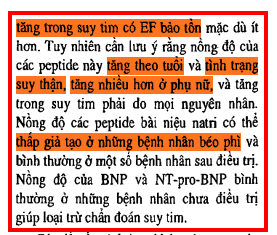 tăng trong suy tim có EF bảo tồn mặc dù ít
hơn. Tuy nhiên cần lưu ý rằng nồng độ của
các peptide này tăng theo tuổi và tình trạng
suy thận, tăng nhiều hơn ở phụ nữ, và tăng
trong suy tim phải do mọi nguyên nhân.
Nồng độ các peptide bài niệu natri có thể
thấp giả tạo ở những bệnh nhân béo phì và
bình thường ở một số bệnh nhân sau điều trị.
Nồng độ của BNP và NT-pro-BNP bình
thường ở những bệnh nhân chưa điều trị
giúp loại trừ chẩn đoán suy tim.